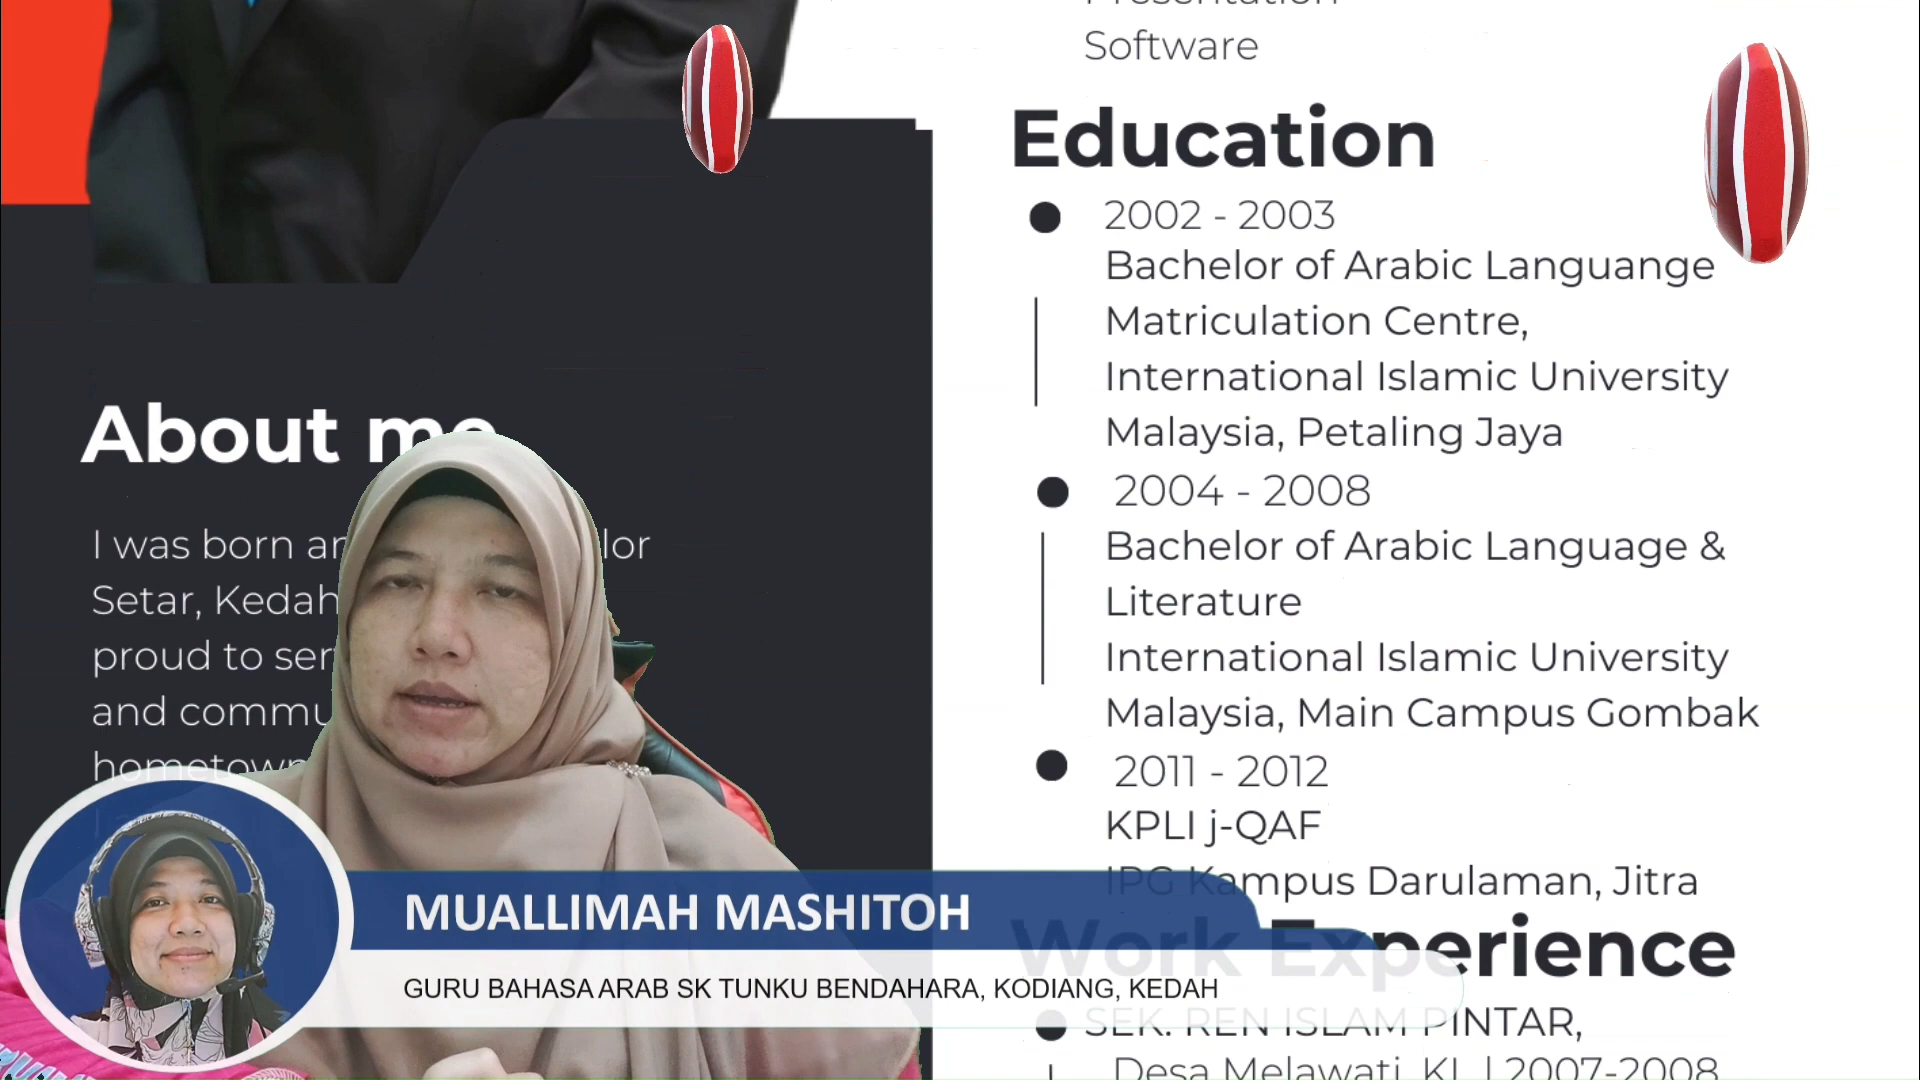 Presentation
Software
Education
2002 - 2003
Bachelor of Arabic Languange
Matriculation Centre,
International Islamic University
Malaysia, Petaling Jaya
2004 - 2008
Bachelor of Arabic Language &
Literature
International Islamic University
Malaysia, Main Campus Gombak
2011 - 2012
KPLI j-QAF
IPG Kampus Darulaman, Jitra
Work Experience
SEK. REN ISLAM PINTAR,
Desa Melawati, KL | 2007-2008
About me
I was born
Setar, Kedah
proud to
and
hometown
MUALLIMAH MASHITOH
GURU BAHASA ARAB SK TUNKU BENDAHARA, KODIANG, KEDAH